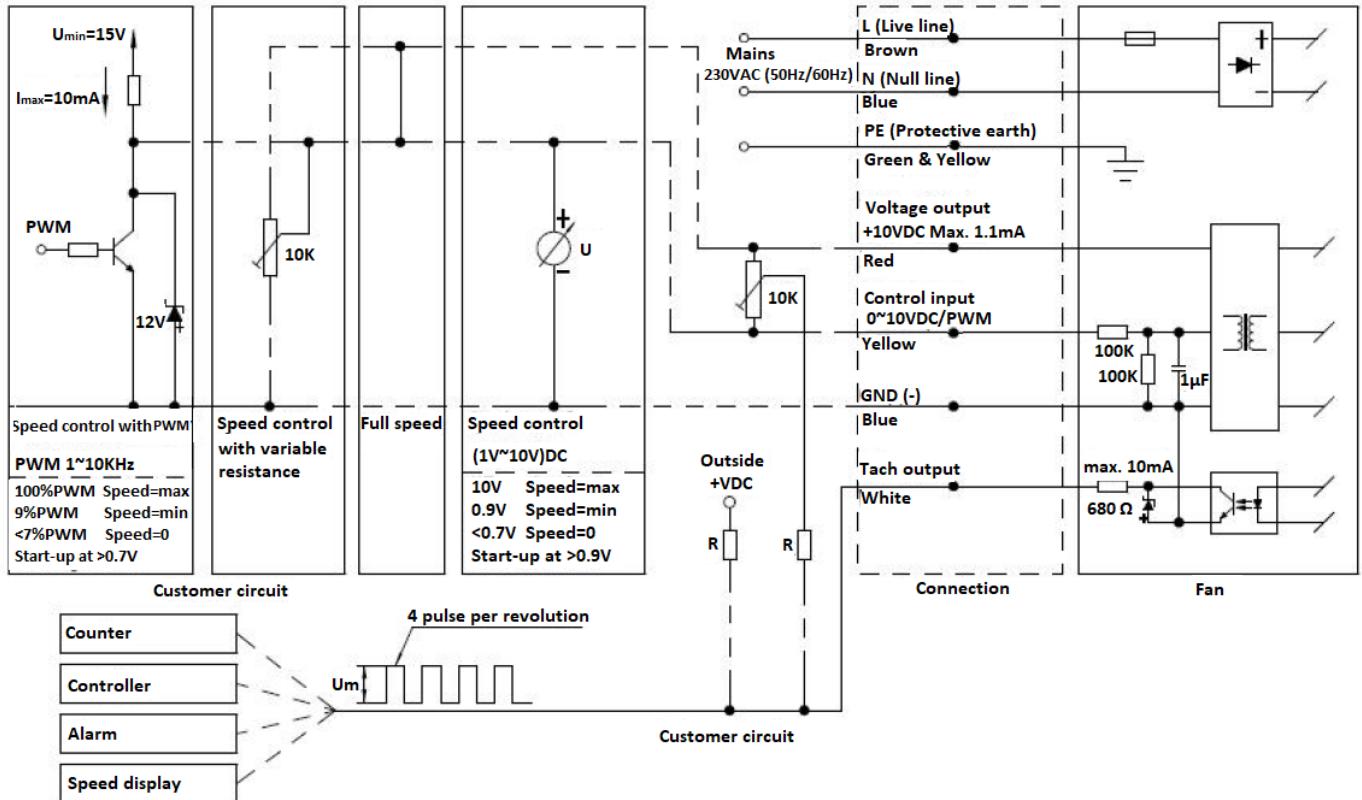 Umin=15V
Imax=10mA
PWM
12V
Speed control with PWM
PWM 1~10KHz
100%PWM Speed=max
9%PWM Speed=min
<7%PWM Speed=0
Start-up at >0.7V
10K
Speed control
with variable
resistance
Full speed
+
U
−
Speed control
(1V~10V)DC
10V Speed=max
0.9V Speed=min
<0.7V Speed=0
Start-up at >0.9V
Customer circuit
Mains
230VAC (50Hz/60Hz)
10K
Outside
+VDC
R
R
L (Live line)
Brown
N (Null line)
Blue
PE (Protective earth)
Green & Yellow
Voltage output
+10VDC Max. 1.1mA
Red
Control input
0~10VDC/PWM
Yellow
GND (-)
Blue
Tach output
White
Connection
+
−
100K
100K
1µF
max. 10mA
680 Ω
+
Fan
Counter
Controller
Alarm
Speed display
4 pulse per revolution
Um
Customer circuit